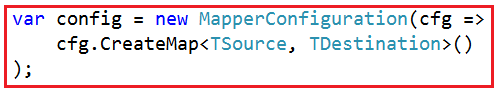 var config = new MapperConfiguration(cfg =>
    cfg.CreateMap<TSource, TDestination>()
);